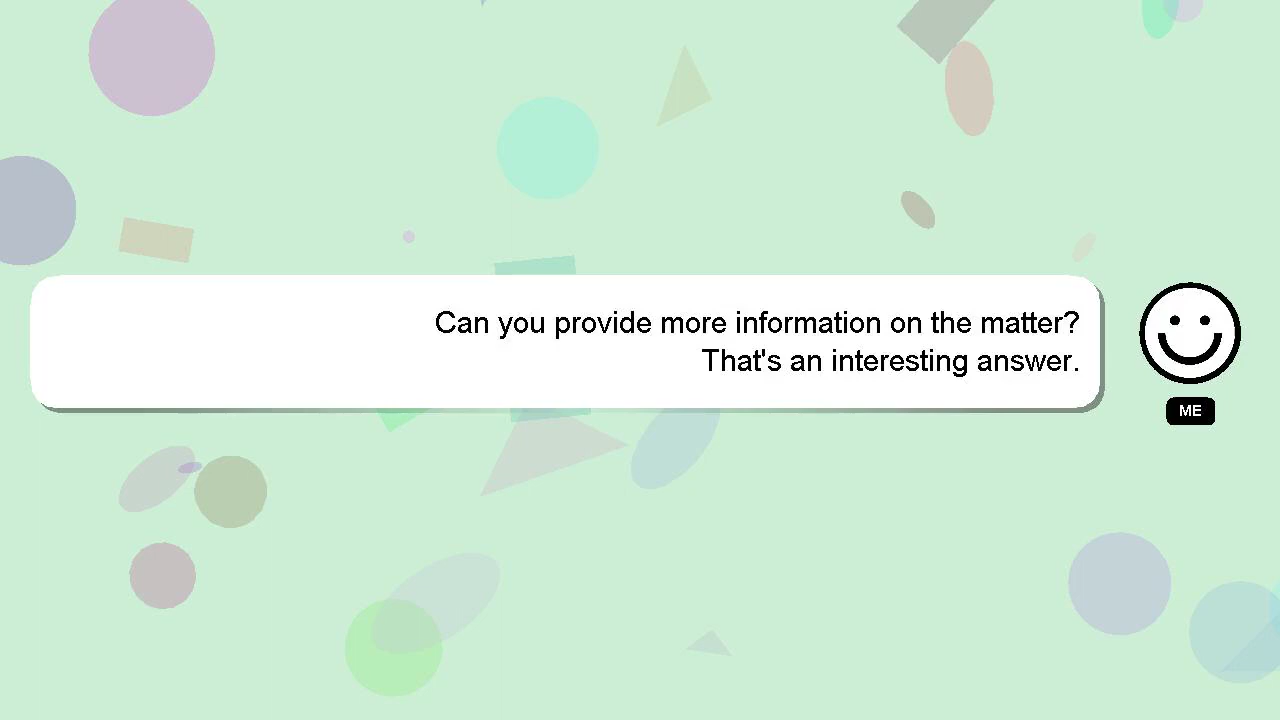 Can you provide more information on the matter?
That's an interesting answer.
ME